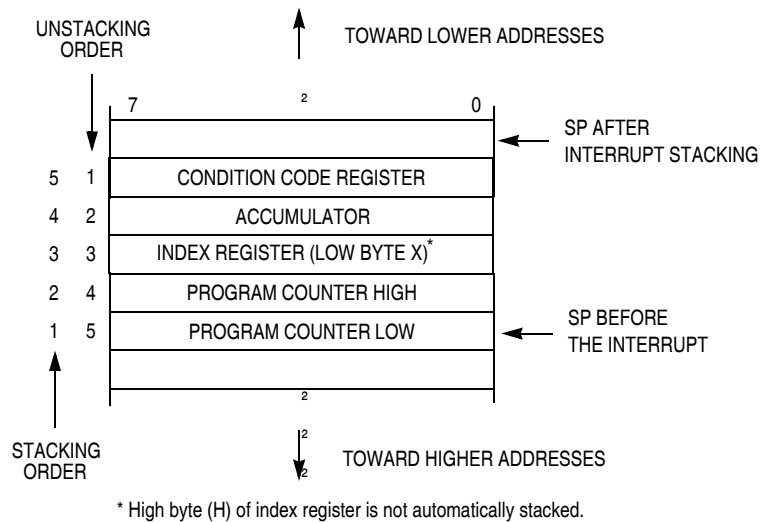 UNSTACKING
ORDER
TOWARD LOWER ADDRESSES
7 ² 0
SP AFTER
INTERRUPT STACKING
5 1 CONDITION CODE REGISTER
4 2 ACCUMULATOR
3 3 INDEX REGISTER (LOW BYTE X)*
2 4 PROGRAM COUNTER HIGH
1 5 PROGRAM COUNTER LOW
SP BEFORE
THE INTERRUPT
²
²
²
STACKING
ORDER
TOWARD HIGHER ADDRESSES
* High byte (H) of index register is not automatically stacked.